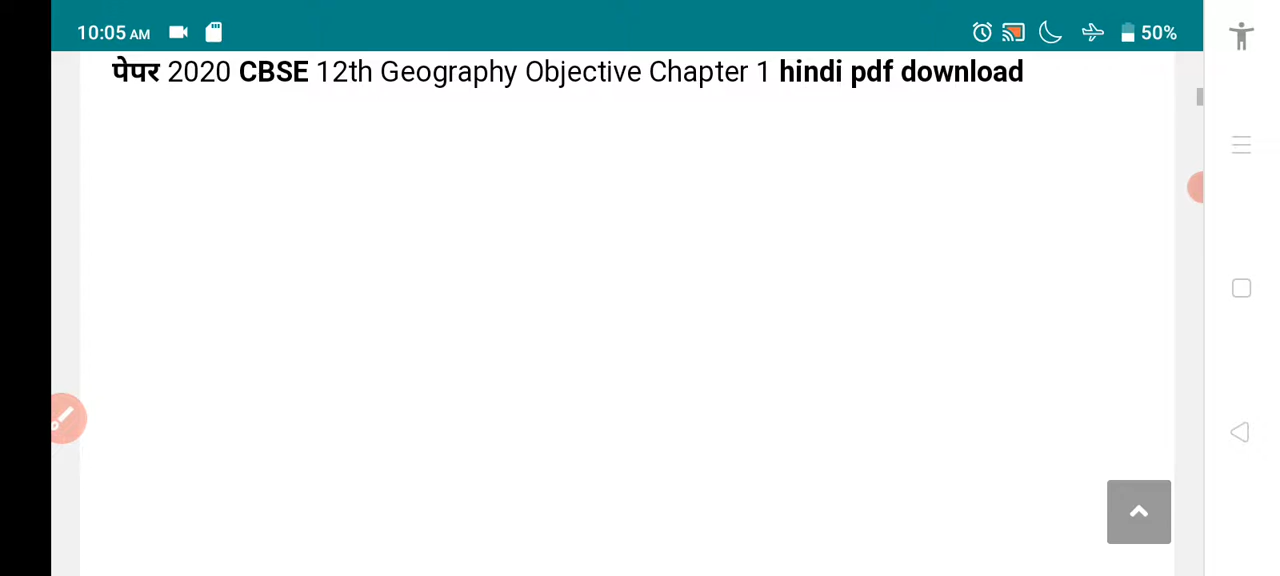 10:05 AM 50%
पेपर 2020 CBSE 12th Geography Objective Chapter 1 hindi pdf download